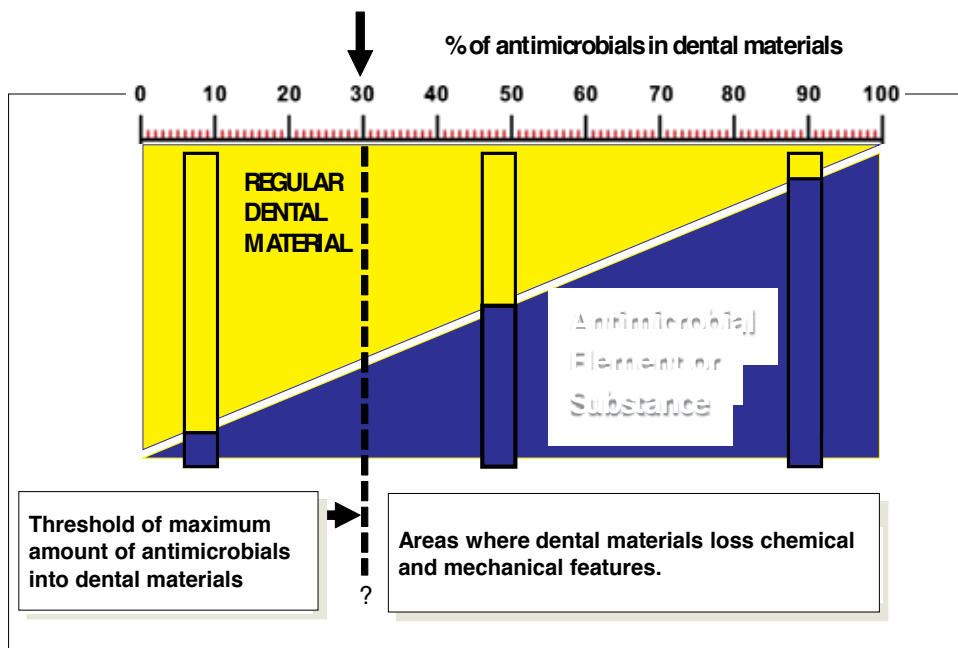 % of antimicrobials in dental materials
0 10 20 30 40 50 60 70 80 90 100
REGULAR
DENTAL
MATERIAL
Antimicrobial
Element or
Substance
Threshold of maximum
amount of antimicrobials
into dental materials
Areas where dental materials loss chemical
and mechanical features.
?